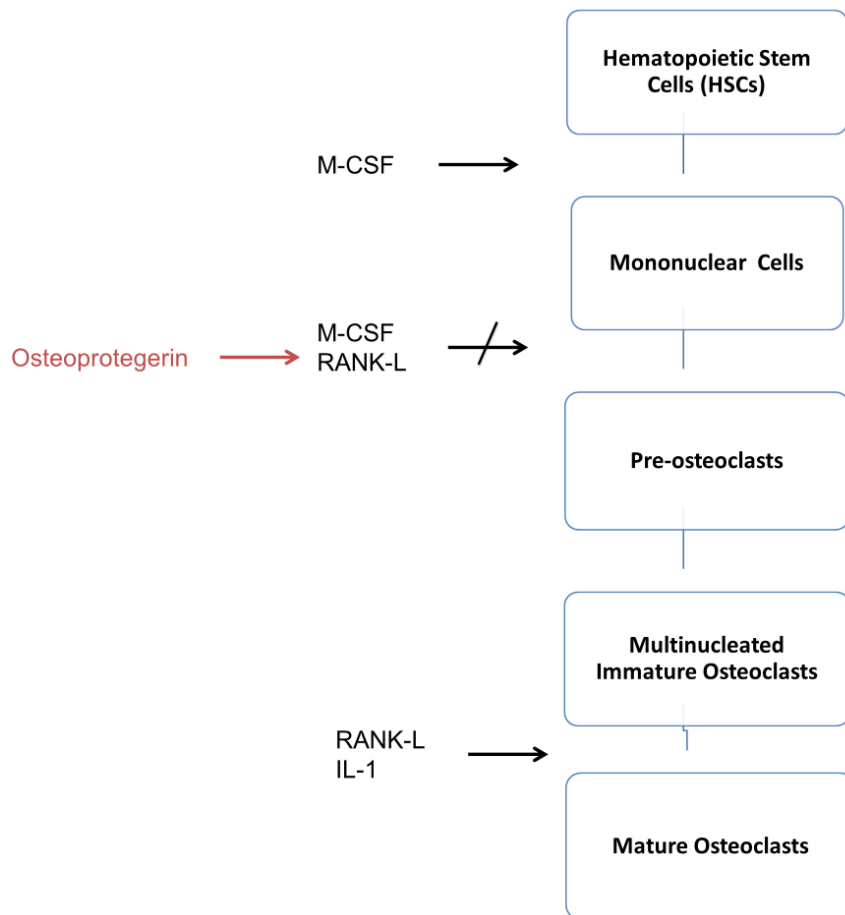 Hematopoietic Stem
Cells (HSCs)
M-CSF
Mononuclear Cells
Osteoprotegerin
M-CSF
RANK-L
Pre-osteoclasts
Multinucleated
Immature Osteoclasts
RANK-L
IL-1
Mature Osteoclasts